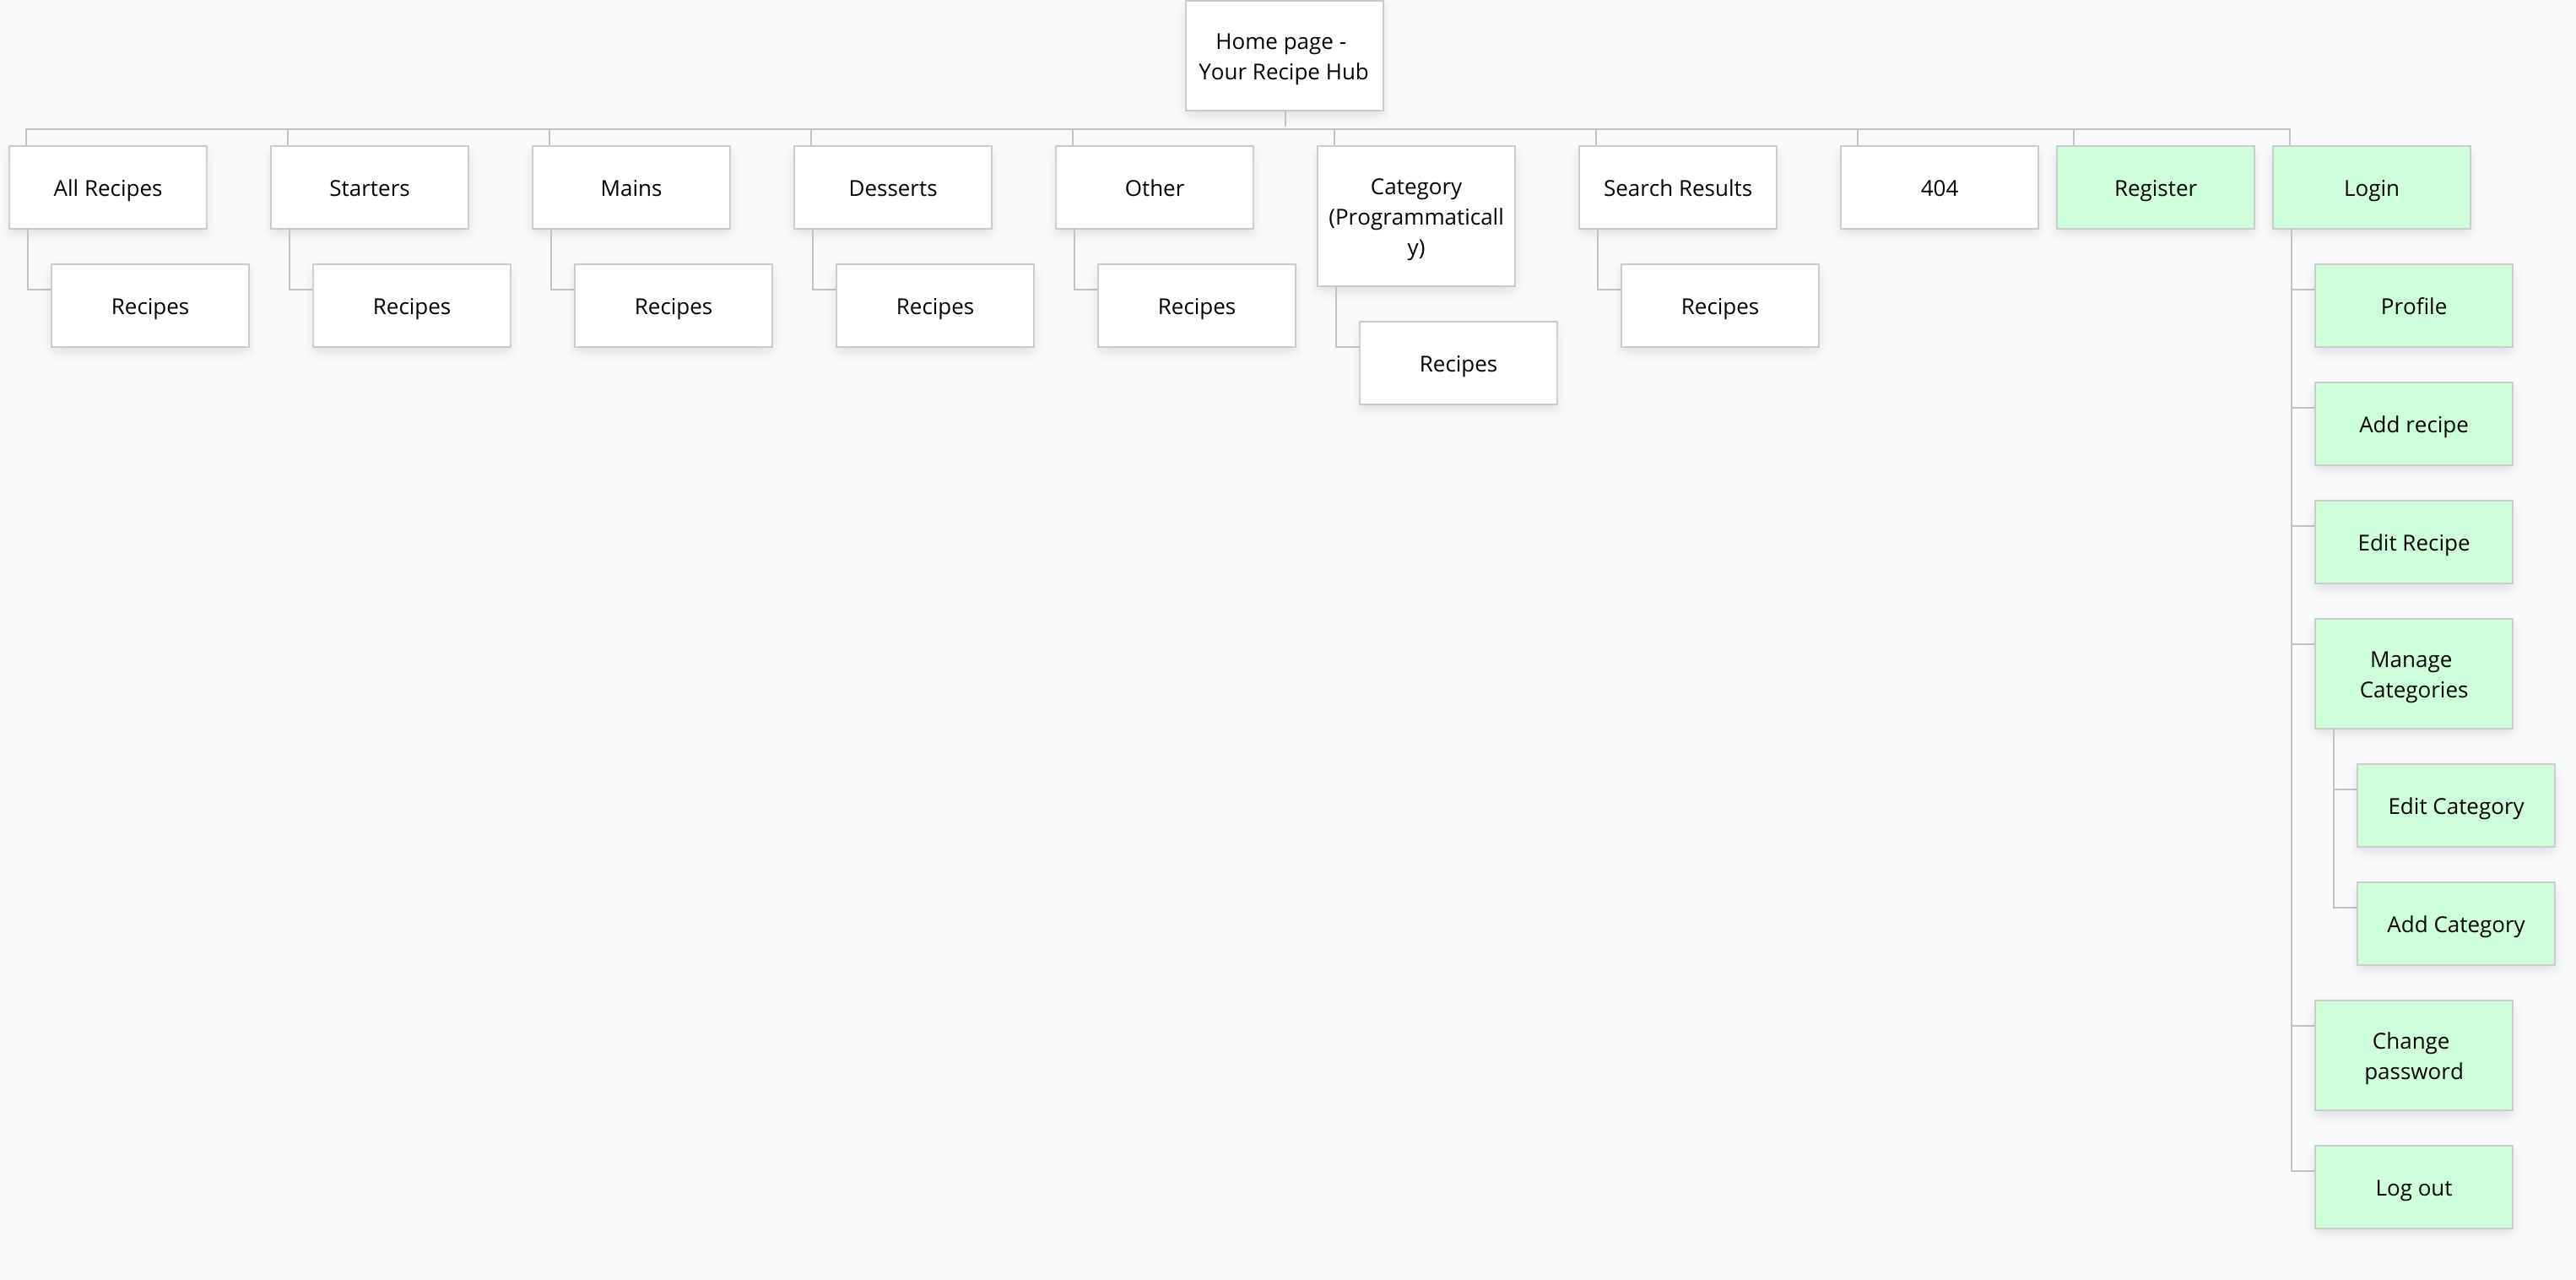 Home page -
Your Recipe Hub
All Recipes
Starters
Mains
Desserts
Other
Category
(Programmaticall
y)
Search Results
404
Register
Login
Recipes
Recipes
Recipes
Recipes
Recipes
Recipes
Recipes
Profile
Add recipe
Edit Recipe
Manage
Categories
Edit Category
Add Category
Change
password
Log out